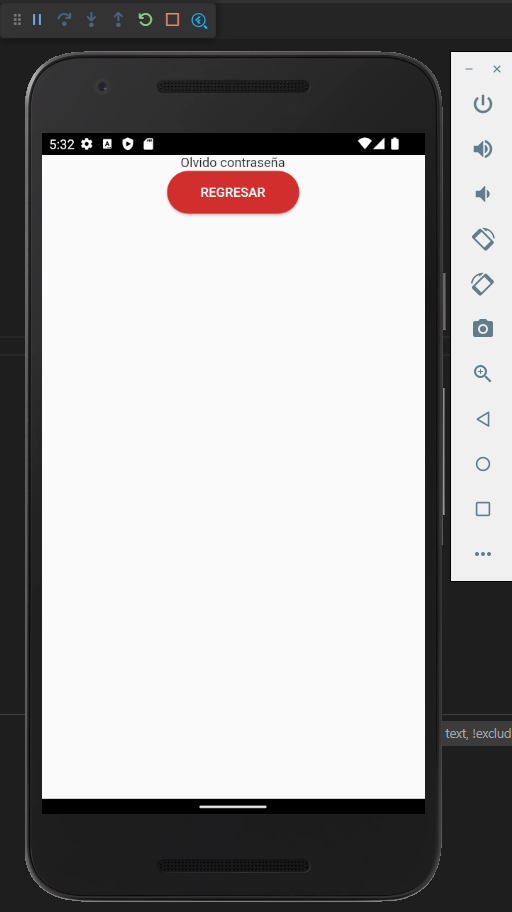 5:32
Olvido contraseña
REGRESAR
text, !exclud